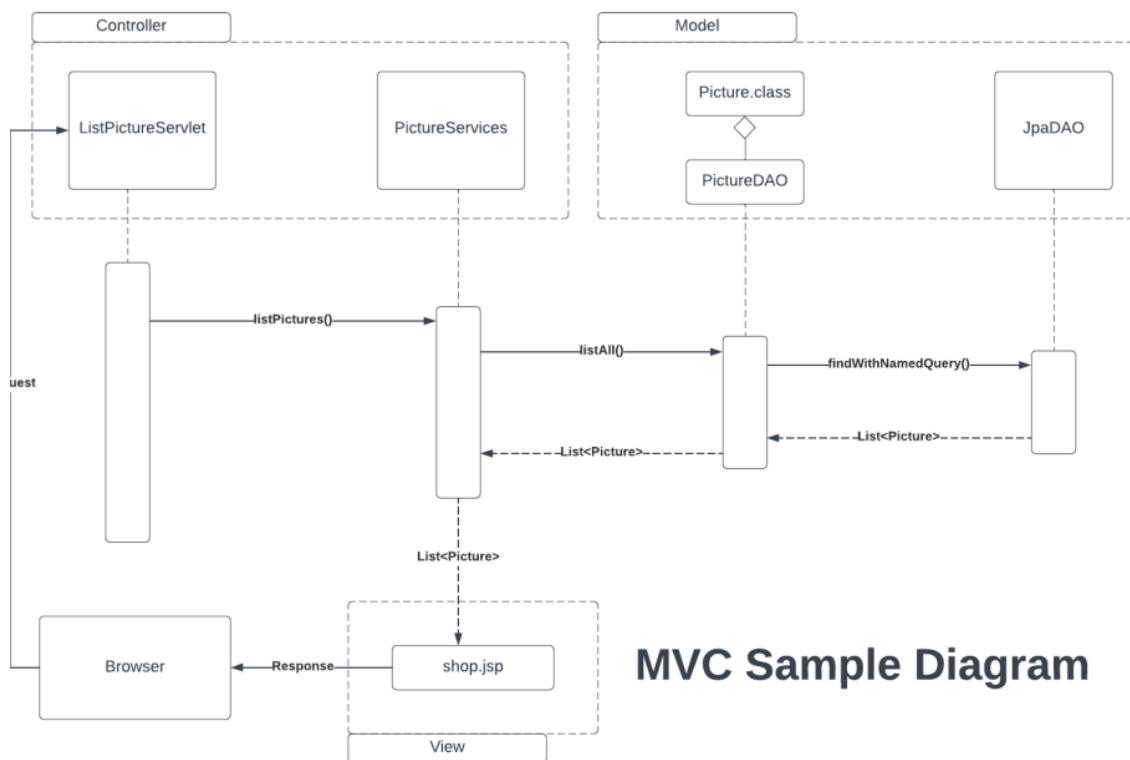 Controller
Model
ListPictureServlet
PictureServices
Picture.class
PictureDAO
JpaDAO
listPictures()
listAll()
findWithNamedQuery()
uest
List<Picture>
List<Picture>
List<Picture>
Browser
Response
shop.jsp
MVC Sample Diagram
View